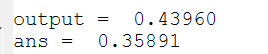 output =  0.43960
ans =  0.35891